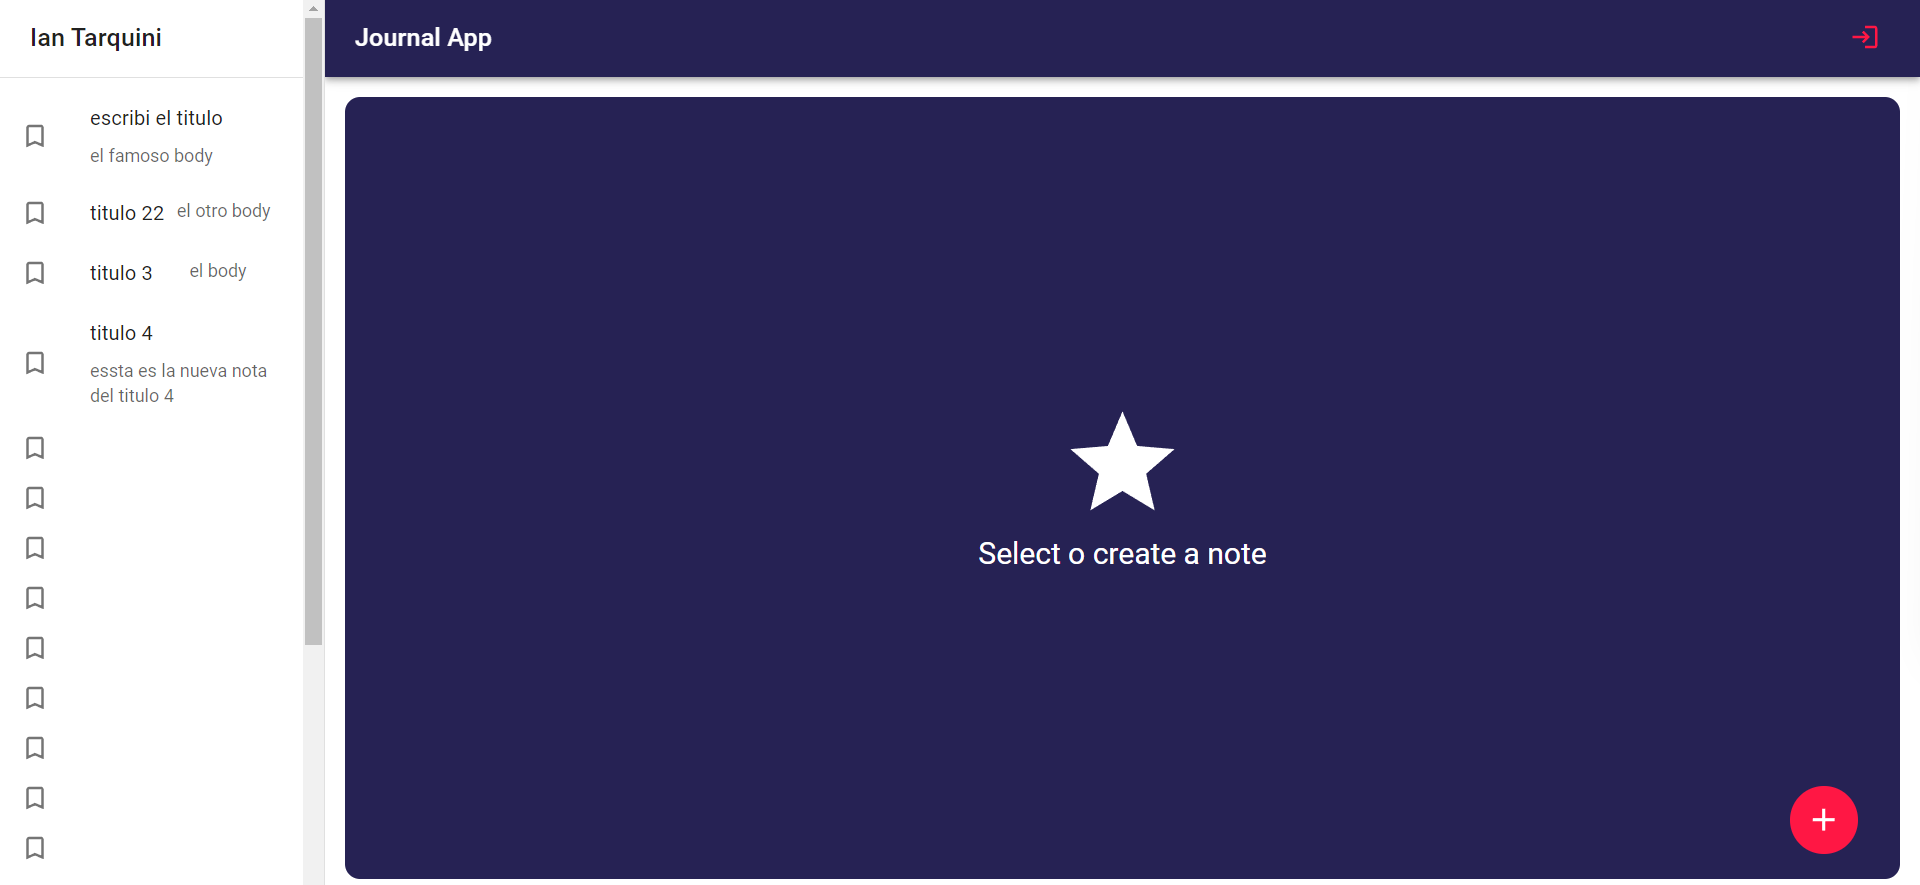 Ian Tarquini
Journal App
escribi el titulo
el famoso body
titulo 22 el otro body
titulo 3 el body
titulo 4
essta es la nueva nota
del titulo 4
Select o create a note